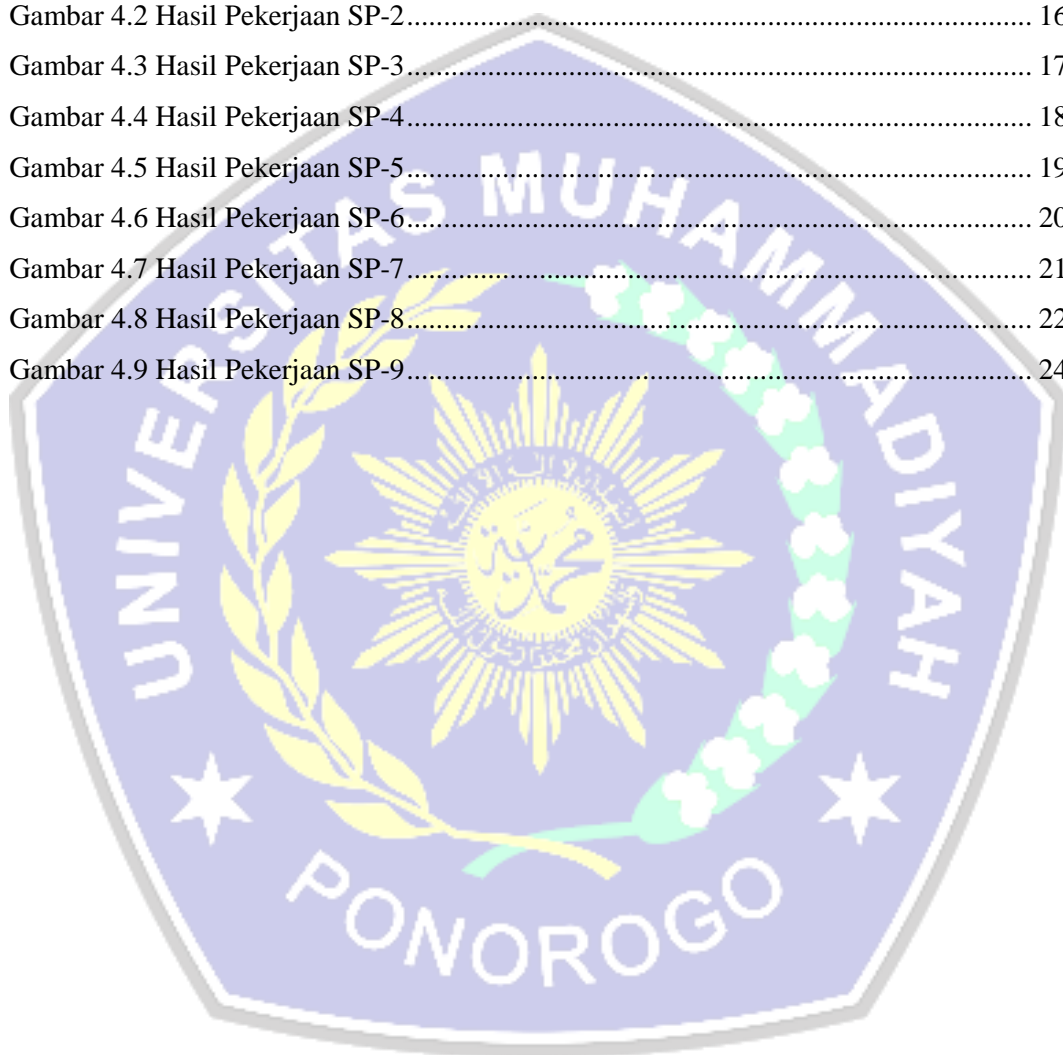 Gambar 4.2 Hasil Pekerjaan SP-2........................................................................................ 16
Gambar 4.3 Hasil Pekerjaan SP-3........................................................................................ 17
Gambar 4.4 Hasil Pekerjaan SP-4........................................................................................ 18
Gambar 4.5 Hasil Pekerjaan SP-5........................................................................................ 19
Gambar 4.6 Hasil Pekerjaan SP-6........................................................................................ 20
Gambar 4.7 Hasil Pekerjaan SP-7........................................................................................ 21
Gambar 4.8 Hasil Pekerjaan SP-8........................................................................................ 22
Gambar 4.9 Hasil Pekerjaan SP-9........................................................................................ 24
UNIVERSITAS MUHAMMADIYAH
محمدية
PONOROGO